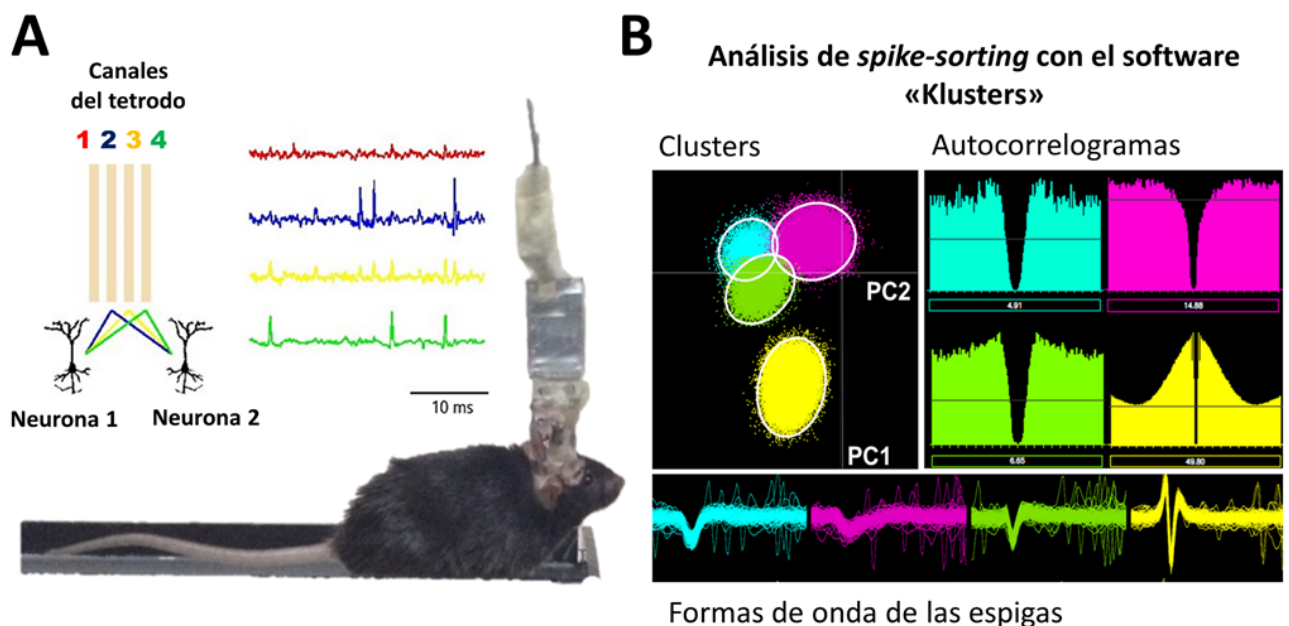 A
Canales
del tetrodo
1 2 3 4
Neurona 1 Neurona 2
10 ms
B
Análisis de spike-sorting con el software
«Klusters»
Clusters
Autocorrelogramas
PC2
PC1
4.91
14.88
6.65
49.80
Formas de onda de las espigas